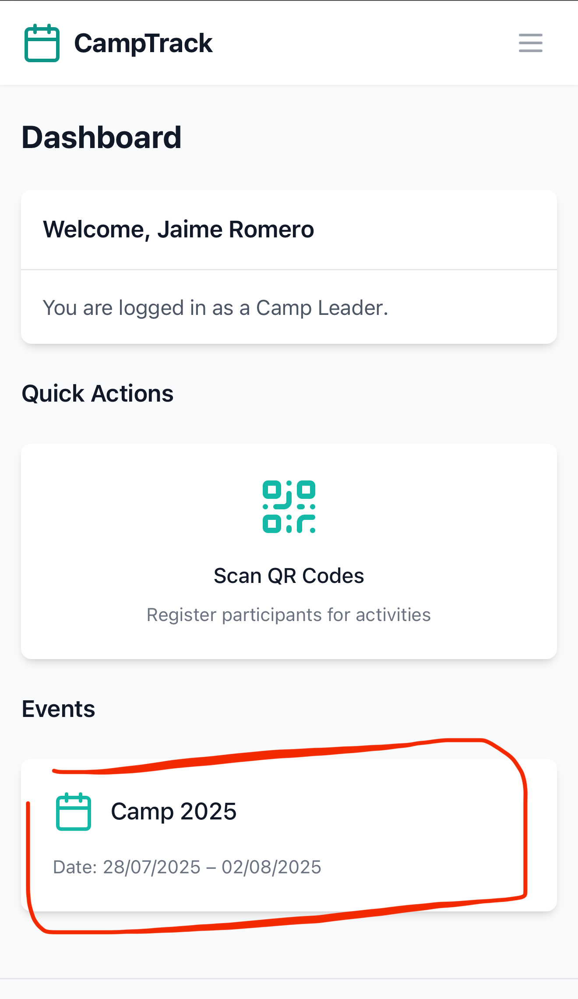 CampTrack
Dashboard
Welcome, Jaime Romero
You are logged in as a Camp Leader.
Quick Actions
Scan QR Codes
Register participants for activities
Events
Camp 2025
Date: 28/07/2025 – 02/08/2025